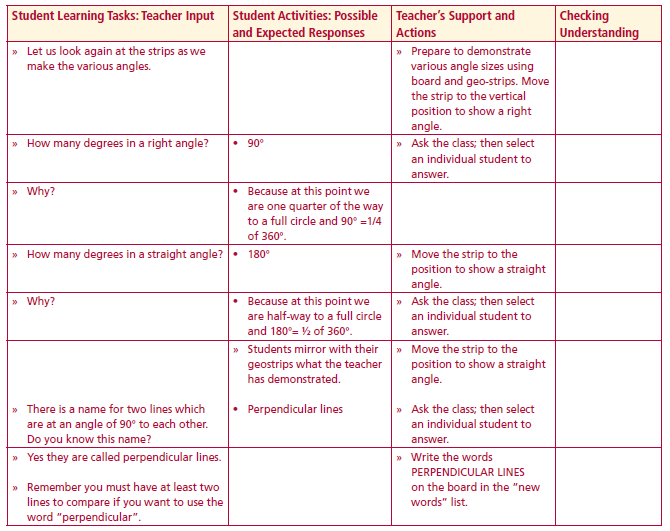 Student Learning Tasks: Teacher Input
Student Activities: Possible
and Expected Responses
Teacher's Support and
Actions
Checking
Understanding
» Let us look again at the strips as we
make the various angles.
» Prepare to demonstrate
various angle sizes using
board and geo-strips. Move
the strip to the vertical
position to show a right
angle.
» How many degrees in a right angle?
• 90°
» Ask the class; then select
an individual student to
answer.
» Why?
• Because at this point we
are one quarter of the way
to a full circle and 90° =1/4
of 360°.
» How many degrees in a straight angle?
• 180°
» Move the strip to the
position to show a straight
angle.
» Why?
• Because at this point we
are half-way to a full circle
and 180°= ½ of 360°.
» Ask the class; then select
an individual student to
answer.
» Students mirror with their
geostrips what the teacher
has demonstrated.
» Move the strip to the
position to show a straight
angle.
» There is a name for two lines which
are at an angle of 90° to each other.
Do you know this name?
• Perpendicular lines
» Ask the class; then select
an individual student to
answer.
» Yes they are called perpendicular lines.
» Remember you must have at least two
lines to compare if you want to use the
word "perpendicular".
» Write the words
PERPENDICULAR LINES
on the board in the "new
words" list.